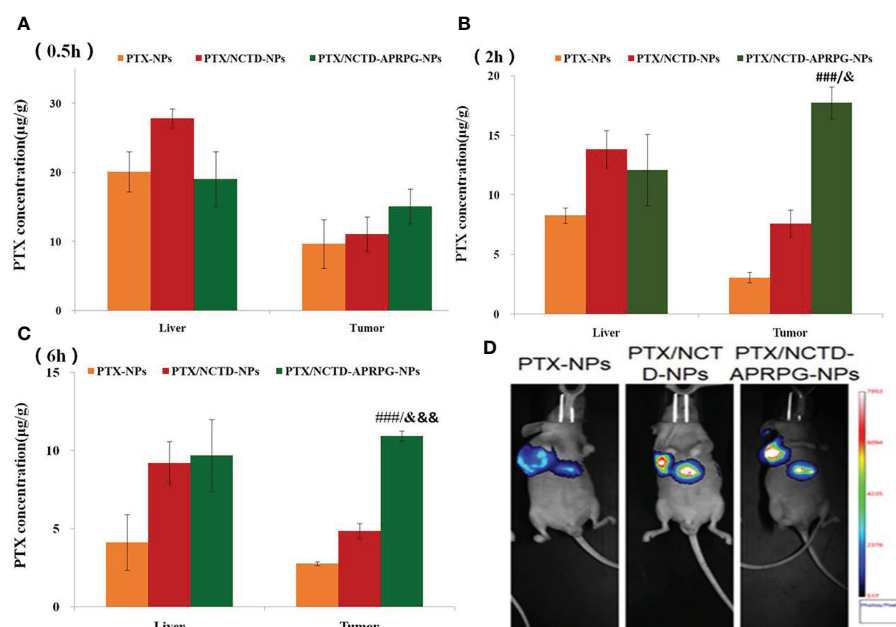 A
( 0.5h )
PTX-NPs PTX/NCTD-NPs PTX/NCTD-APRPG-NPs
PTX concentration(μg/g)
40
30
20
10
0
Liver Tumor
B
( 2h )
PTX-NPs PTX/NCTD-NPs PTX/NCTD-APRPG-NPs
###/&
PTX concentration(μg/g)
20
15
10
5
0
Liver Tumor
C
( 6h )
PTX-NPs PTX/NCTD-NPs PTX/NCTD-APRPG-NPs
###/&&&
PTX concentration(μg/g)
15
10
5
0
Liver Tumor
D
PTX-NPs
PTX/NCT
D-NPs
PTX/NCTD-
APRPG-NPs